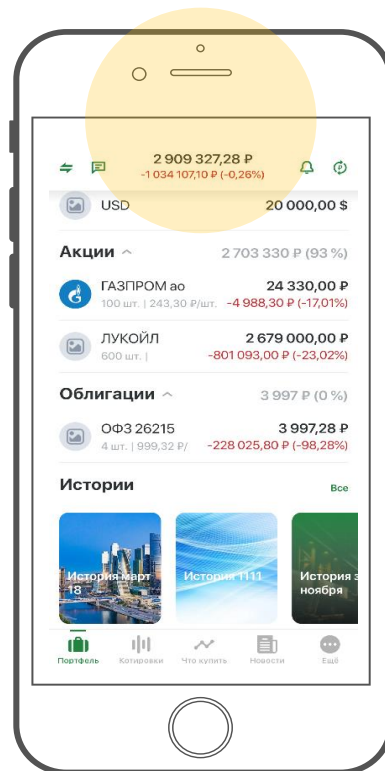 2 909 327,28 ₽
-1 034 107,10 ₽ (-0,26%)
USD 20 000,00 $
Акции 2 703 330 ₽ (93 %)
ГАЗПРОМ ао 24 330,00 ₽
100 шт. | 243,30 ₽/шт. -4 988,30 ₽ (-17,01%)
ЛУКОЙЛ 2 679 000,00 ₽
600 шт. | -801 093,00 ₽ (-23,02%)
Облигации 3 997 ₽ (0 %)
ОФЗ 26215 3 997,28 ₽
4 шт. | 999,32 ₽/ -228 025,80 ₽ (-98,28%)
Истории Все
История март
18
История 1111
История з
ноября
Портфель Котировки Что купить Новости Ещё